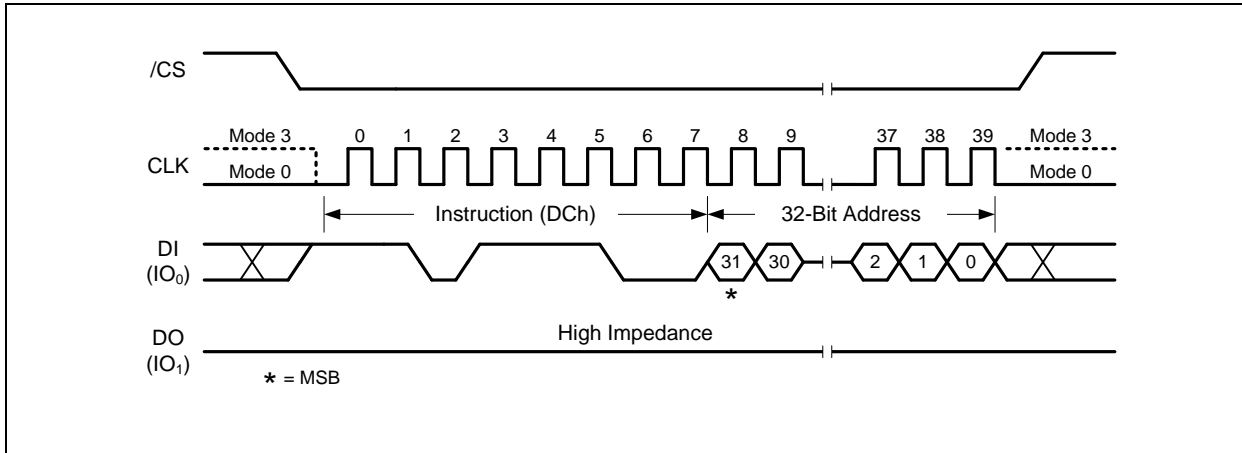 /CS
Mode 3 0 1 2 3 4 5 6 7 8 9 37 38 39 Mode 3
CLK
Mode 0 Mode 0
Instruction (DCh) 32-Bit Address
DI
(IO₀)
31 30 2 1 0
*
High Impedance
DO
(IO₁)
* = MSB